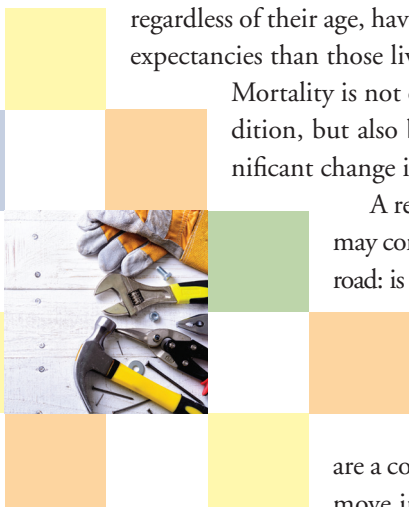 regardless of their age, hav
expectancies than those liv
Mortality is not
dition, but also
nificant change i
A re
may con
road: is
are a co
move i